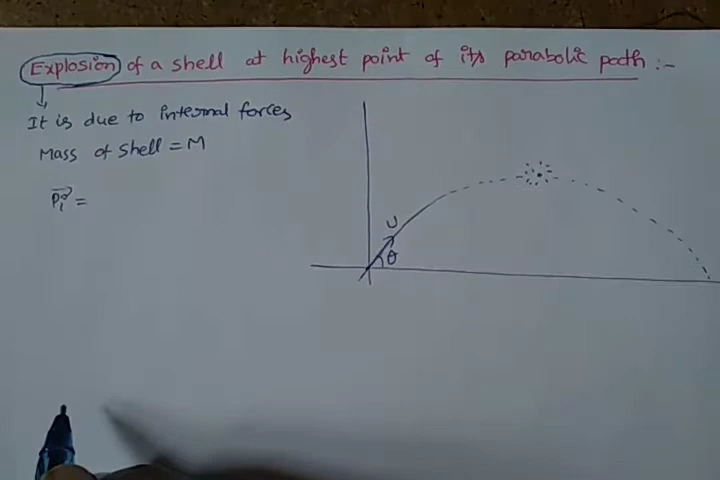 Explosion of a shell at highest point of its parabolic path :-
It is due to internal forces
Mass of Shell = M
P⃗i =
U
θ